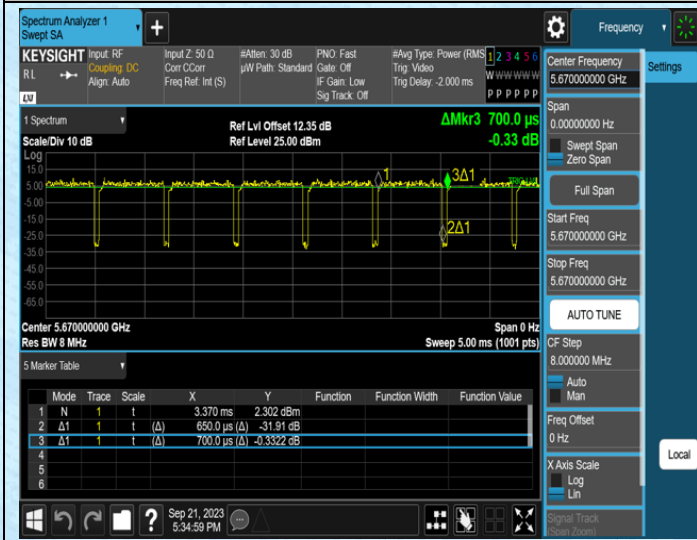 Spectrum Analyzer 1
Swept SA
Frequency
KEYSIGHT
Input: RF
Coupling: DC
Align: Auto
Input Z: 50 Ω
Corr CCorr
Freq Ref: Int (S)
#Atten: 30 dB
µW Path: Standard
PNO: Fast
Gate: Off
IF Gain: Low
Sig Track: Off
#Avg Type: Power (RMS
Trig: Video
Trig Delay: -2.000 ms
1 2 3 4 5 6
W W W W W W
P P P P P P
RL
LXI
1 Spectrum
Scale/Div 10 dB
Ref Lvl Offset 12.35 dB
Ref Level 25.00 dBm
ΔMkr3 700.0 µs
-0.33 dB
Log
15.0
5.00
-5.00
-15.0
-25.0
-35.0
-45.0
-55.0
-65.0
1
3Δ1
2Δ1
Center 5.670000000 GHz
Span 0 Hz
Res BW 8 MHz
Sweep 5.00 ms (1001 pts)
5 Marker Table
Mode Trace Scale X Y Function Function Width Function Value
1 N 1 t 3.370 ms 2.302 dBm
2 Δ1 1 t (Δ) 650.0 µs (Δ) -31.91 dB
3 Δ1 1 t (Δ) 700.0 µs (Δ) -0.3322 dB
4
5
6
Sep 21, 2023
5:34:59 PM
Center Frequency
5.670000000 GHz
Span
0.00000000 Hz
Swept Span
Zero Span
Full Span
Start Freq
5.670000000 GHz
Stop Freq
5.670000000 GHz
AUTO TUNE
CF Step
8.000000 MHz
Auto
Man
Freq Offset
0 Hz
X Axis Scale
Log
Lin
Signal Track
(Span Zoom)
Settings
Local